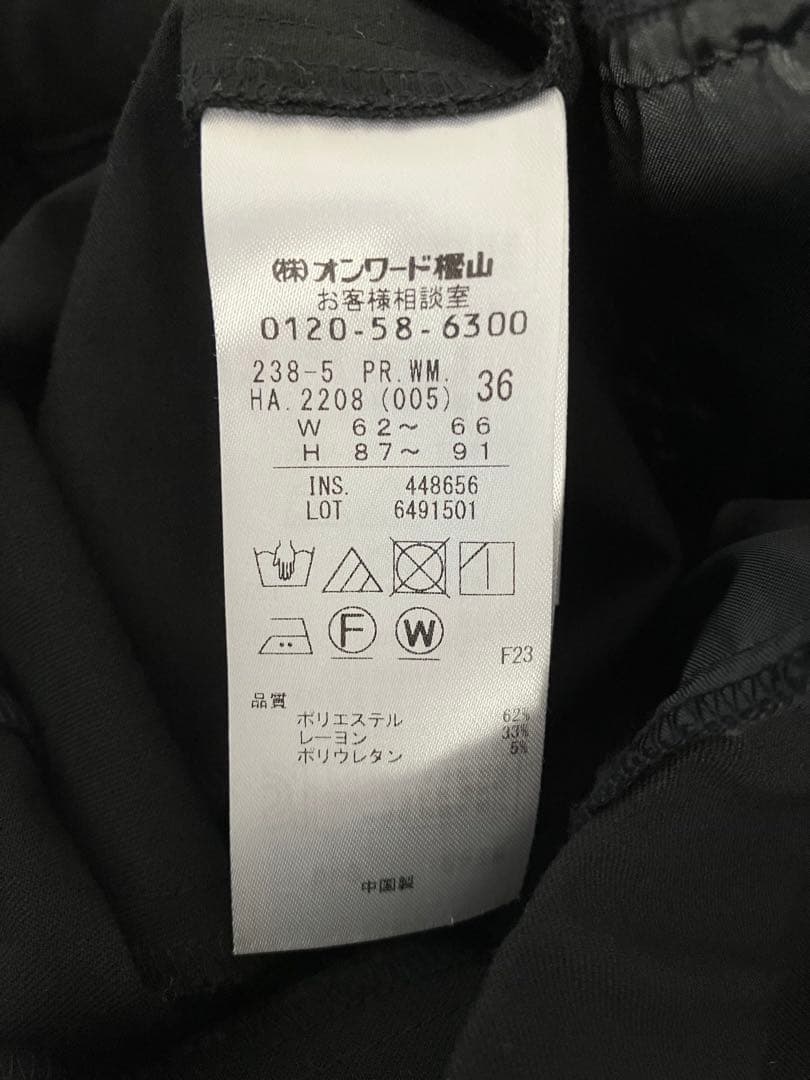 (株)オンワード樫山
お客様相談室
0120-58-6300
238-5 PR.WM. 36
HA.2208 (005)
W 62〜 66
H 87〜 91
INS. 448656
LOT 6491501
F
W
F23
品質
ポリエステル 62%
レーヨン 33%
ポリウレタン 5%
中国製